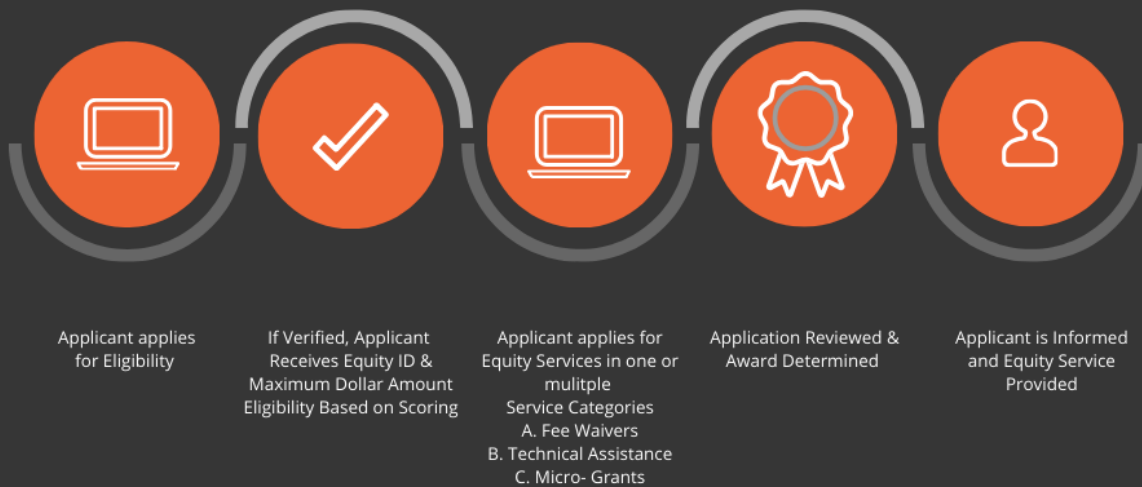 Applicant applies
for Eligibility
If Verified, Applicant
Receives Equity ID &
Maximum Dollar Amount
Eligibility Based on Scoring
Applicant applies for
Equity Services in one or
mulitple
Service Categories
A. Fee Waivers
B. Technical Assistance
C. Micro- Grants
Application Reviewed &
Award Determined
Applicant is Informed
and Equity Service
Provided